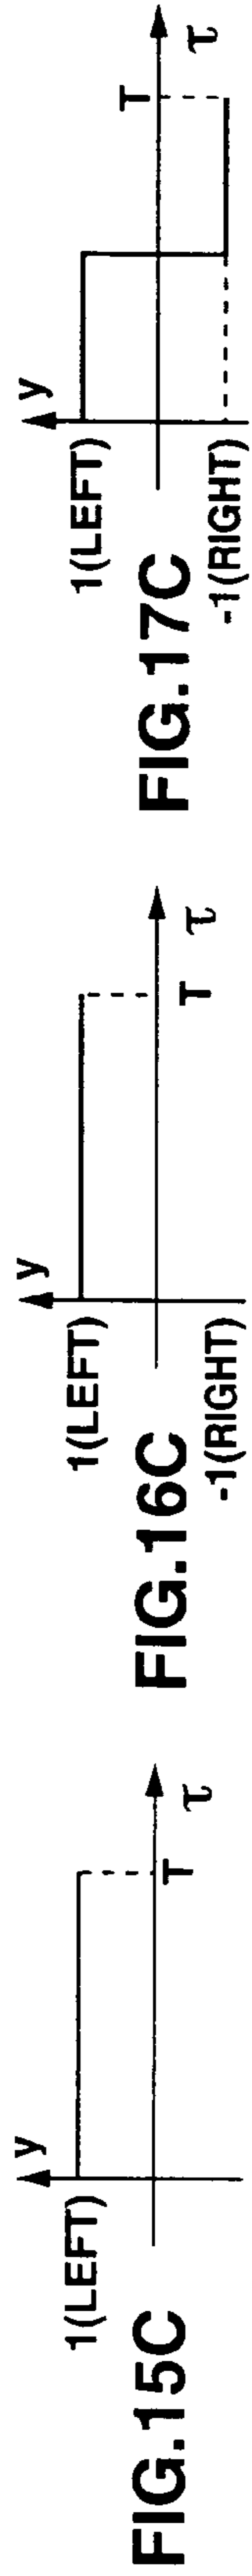 FIG.15C
y
1(LEFT)
T
τ
FIG.16C
y
1(LEFT)
-1(RIGHT)
T
τ
FIG.17C
y
1(LEFT)
-1(RIGHT)
T
τ